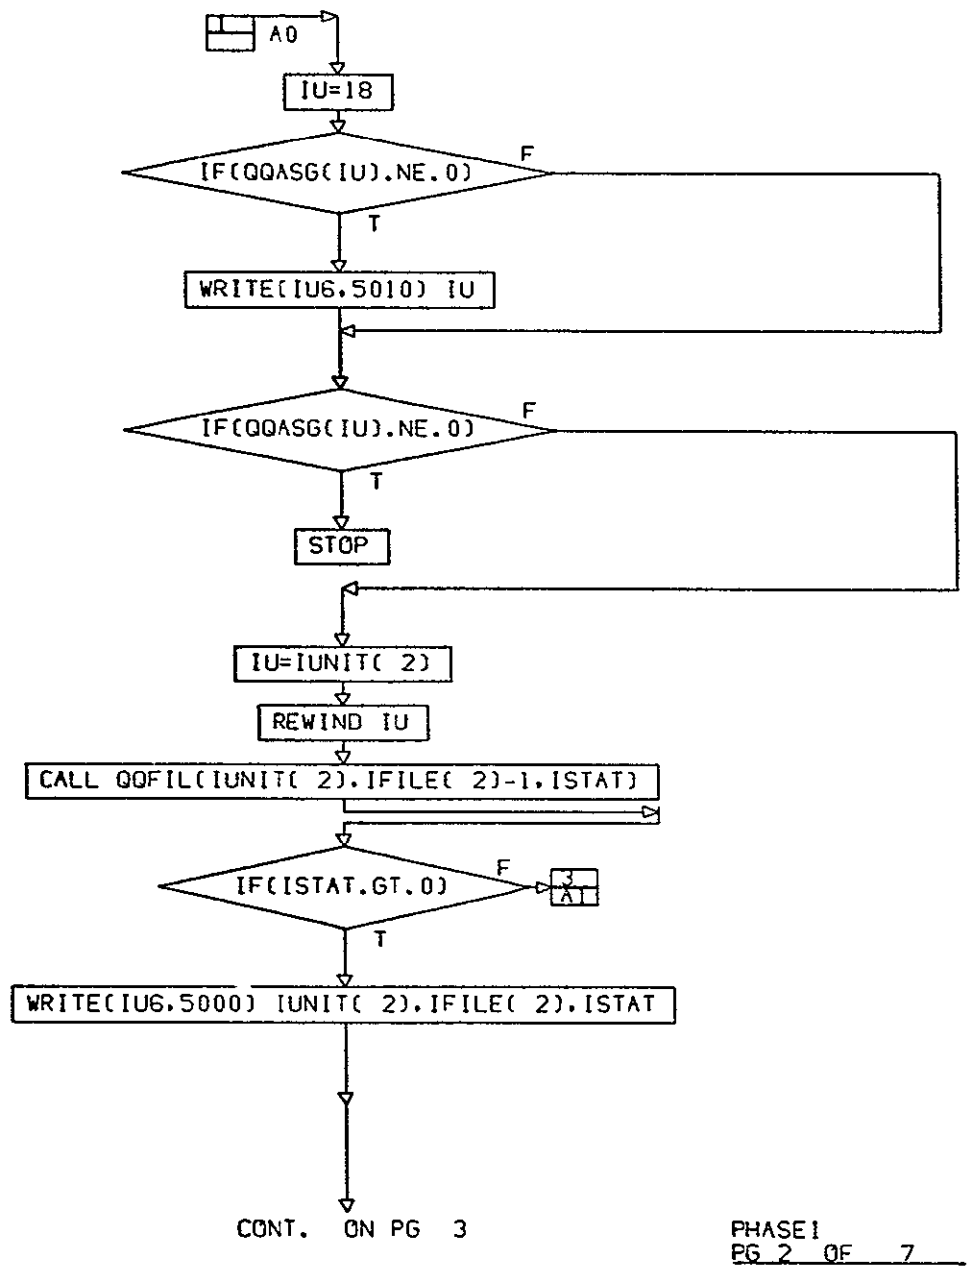 1
A0
IU=18
IF(QQASG(IU).NE.0)
F
T
WRITE(IU6,5010) IU
IF(QQASG(IU).NE.0)
F
T
STOP
IU=IUNIT( 2)
REWIND IU
CALL QQFIL(IUNIT( 2),IFILE( 2)-1,ISTAT)
IF(ISTAT.GT.0)
F
3
A1
T
WRITE(IU6,5000) IUNIT( 2),IFILE( 2),ISTAT
CONT. ON PG 3
PHASE1
PG 2 OF 7